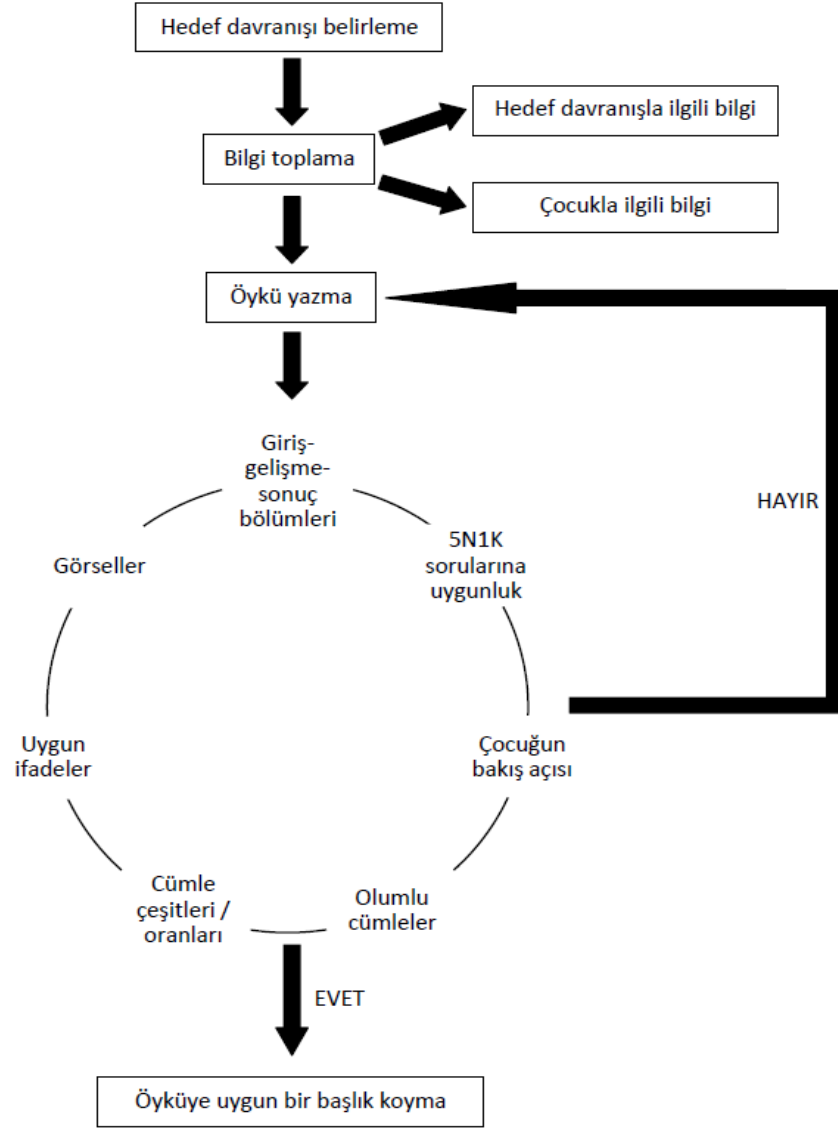 Hedef davranışı belirleme
Hedef davranışla ilgili bilgi
Bilgi toplama
Çocukla ilgili bilgi
Öykü yazma
Giriş-
gelişme-
sonuç
bölümleri
HAYIR
5N1K
sorularına
uygunluk
Görseller
Uygun
ifadeler
Çocuğun
bakış açısı
Cümle
çeşitleri /
oranları
Olumlu
cümleler
EVET
Öyküye uygun bir başlık koyma